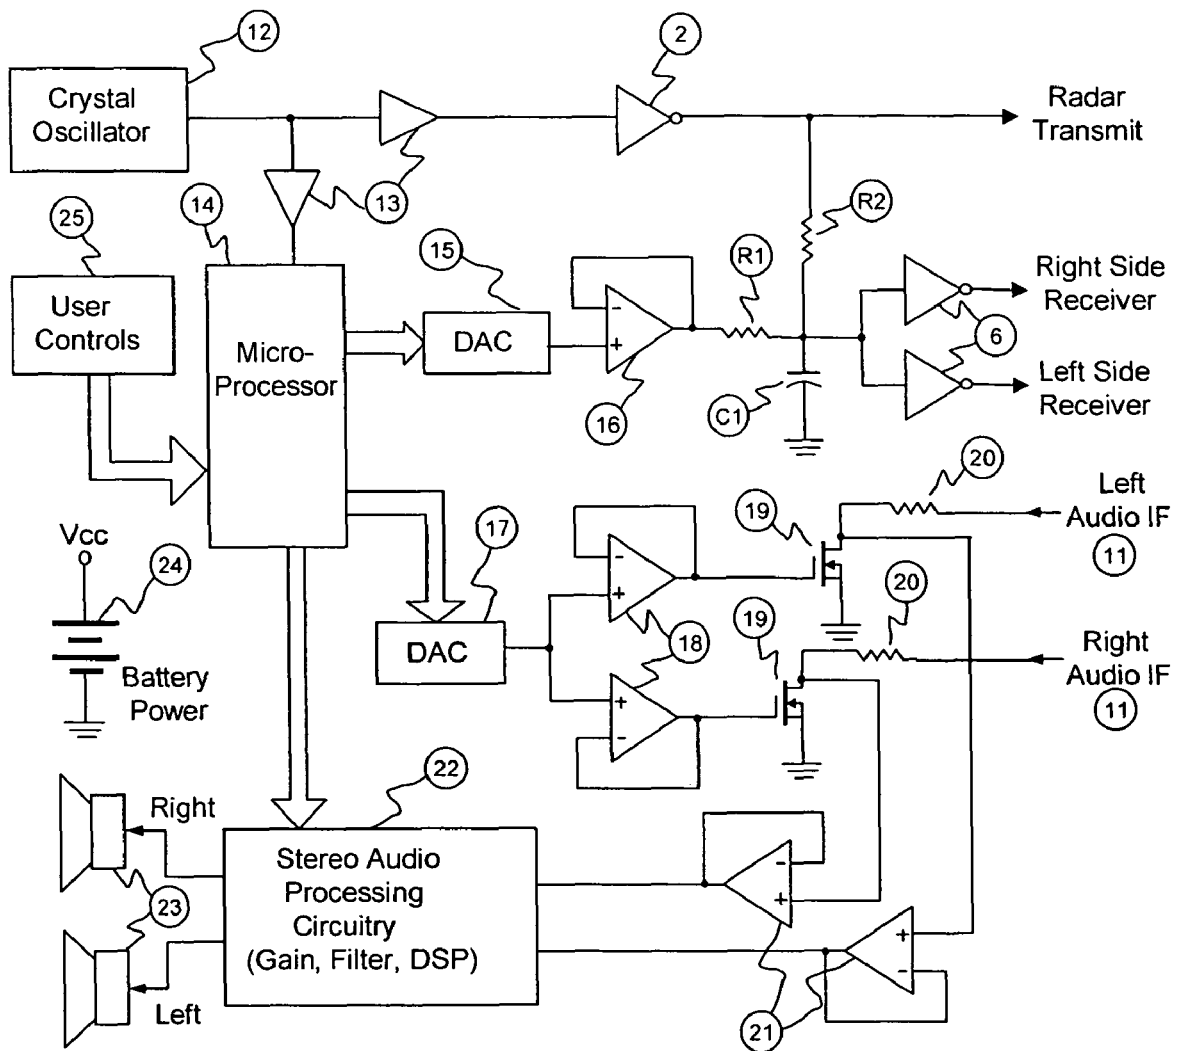 12
2
Crystal
Oscillator
Radar
Transmit
13
14
25
R2
15
R1
User
Controls
Right Side
Receiver
Micro-
Processor
DAC
-
+
6
16
C1
Left Side
Receiver
20
Left
Audio IF
11
19
17
Vcc
24
-
+
20
DAC
18
19
Right
Audio IF
11
Battery
Power
+
-
22
Right
Stereo Audio
Processing
Circuitry
(Gain, Filter, DSP)
-
+
23
+
-
Left
21